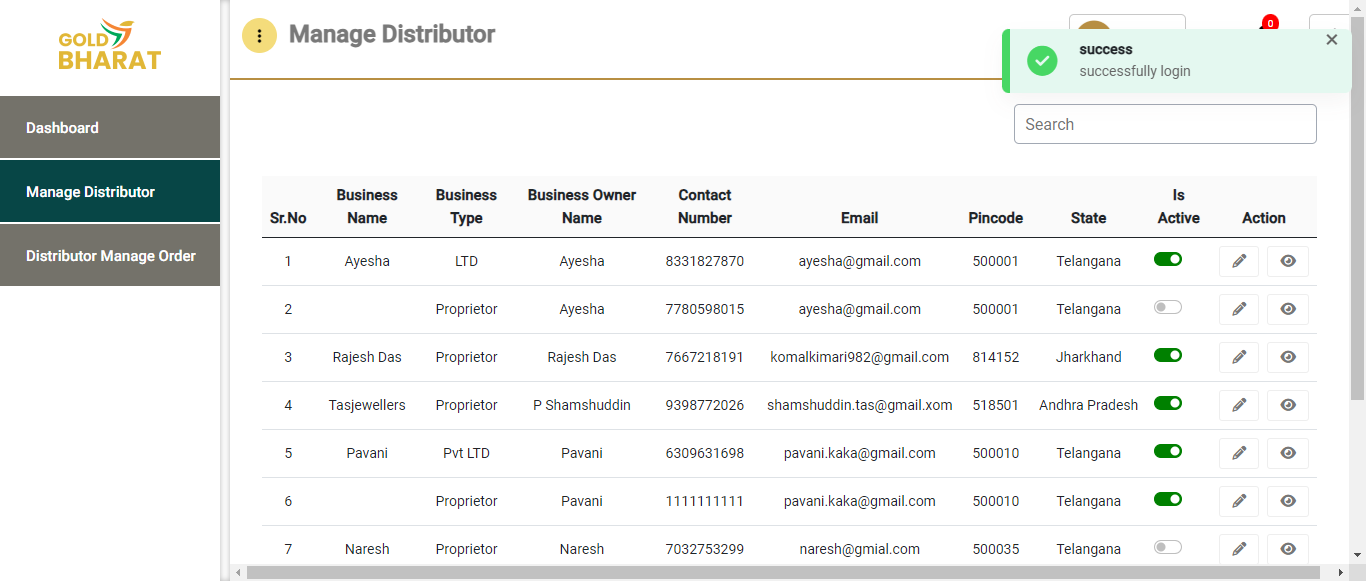 GOLD
BHARAT
Dashboard
Manage Distributor
Distributor Manage Order
Manage Distributor
0
success
successfully login
Search
Sr.No Business Name Business Type Business Owner Name Contact Number Email Pincode State Is Active Action
1 Ayesha LTD Ayesha 8331827870 ayesha@gmail.com 500001 Telangana
2 Proprietor Ayesha 7780598015 ayesha@gmail.com 500001 Telangana
3 Rajesh Das Proprietor Rajesh Das 7667218191 komalkimari982@gmail.com 814152 Jharkhand
4 Tasjewellers Proprietor P Shamshuddin 9398772026 shamshuddin.tas@gmail.xom 518501 Andhra Pradesh
5 Pavani Pvt LTD Pavani 6309631698 pavani.kaka@gmail.com 500010 Telangana
6 Proprietor Pavani 1111111111 pavani.kaka@gmail.com 500010 Telangana
7 Naresh Proprietor Naresh 7032753299 naresh@gmial.com 500035 Telangana